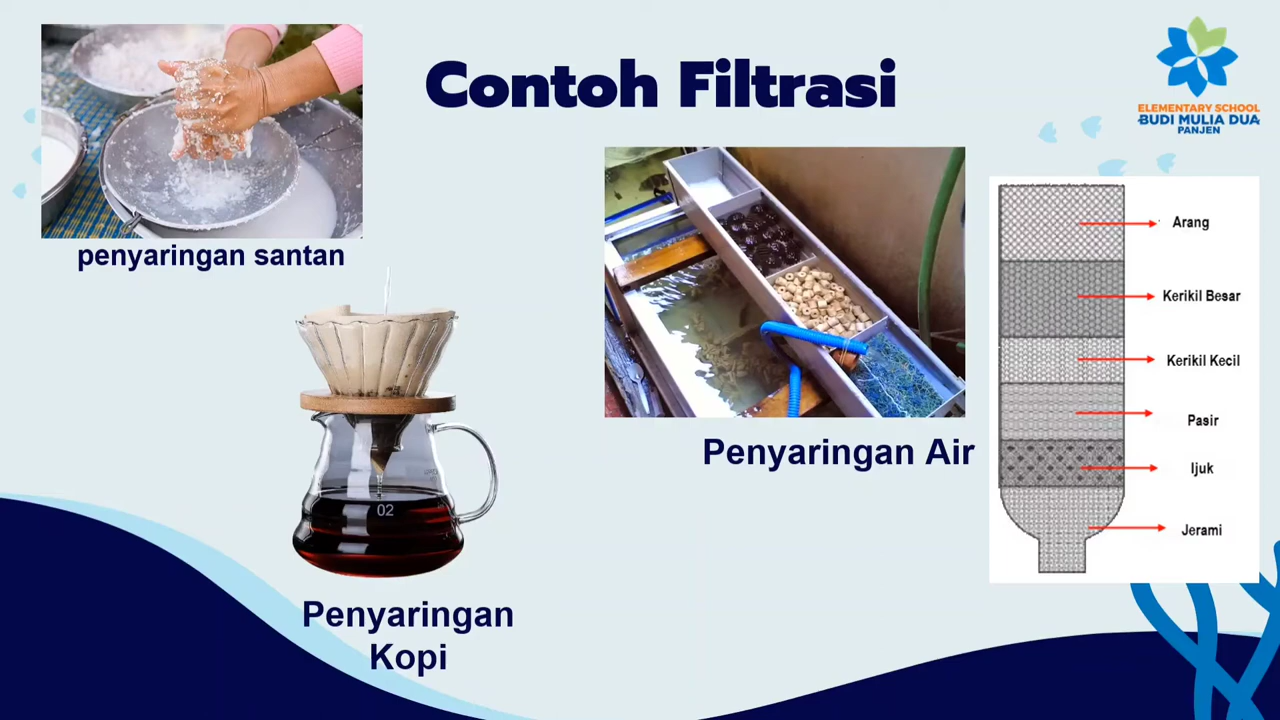 Contoh Filtrasi
ELEMENTARY SCHOOL
BUDI MULIA DUA
PANJEN
penyaringan santan
Penyaringan Air
Arang
Kerikil Besar
Kerikil Kecil
Pasir
Ijuk
Jerami
02
Penyaringan
Kopi